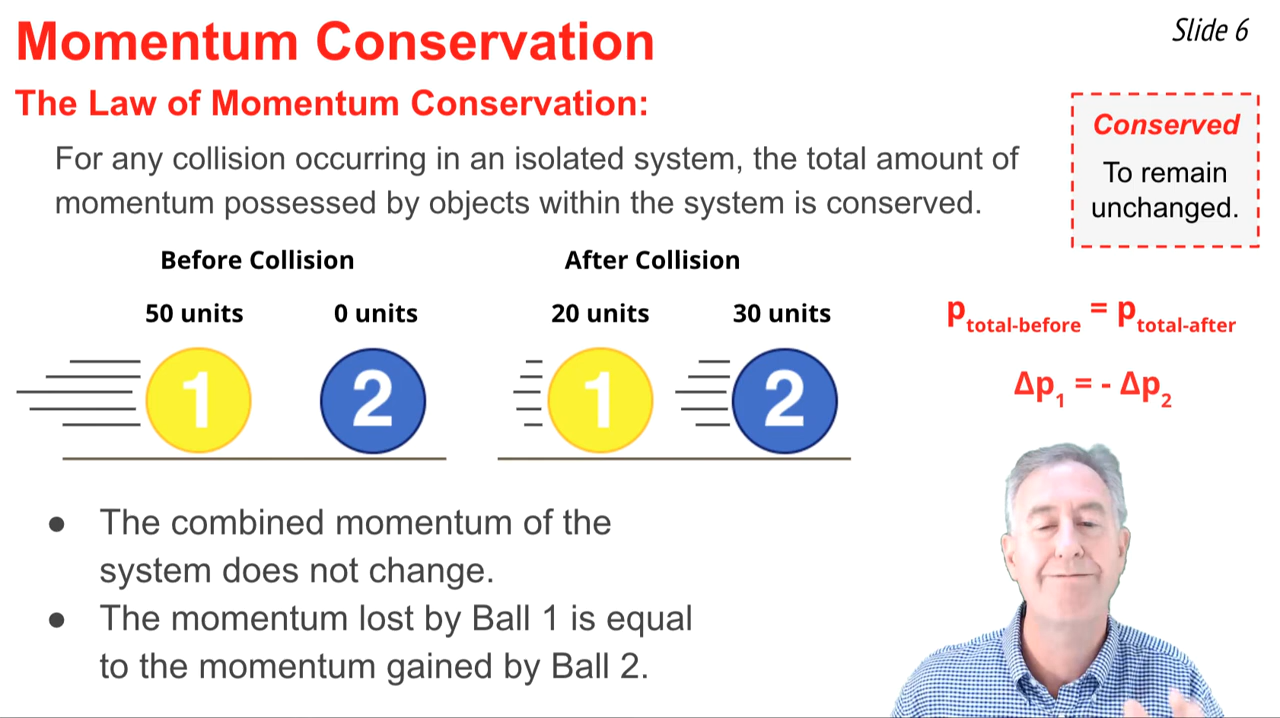 Momentum Conservation
Slide 6
The Law of Momentum Conservation:
For any collision occurring in an isolated system, the total amount of
momentum possessed by objects within the system is conserved.
Conserved
To remain
unchanged.
Before Collision
After Collision
50 units
0 units
20 units
30 units
1
2
1
2
p total-before = p total-after
Δp1 = - Δp2
● The combined momentum of the
system does not change.
● The momentum lost by Ball 1 is equal
to the momentum gained by Ball 2.